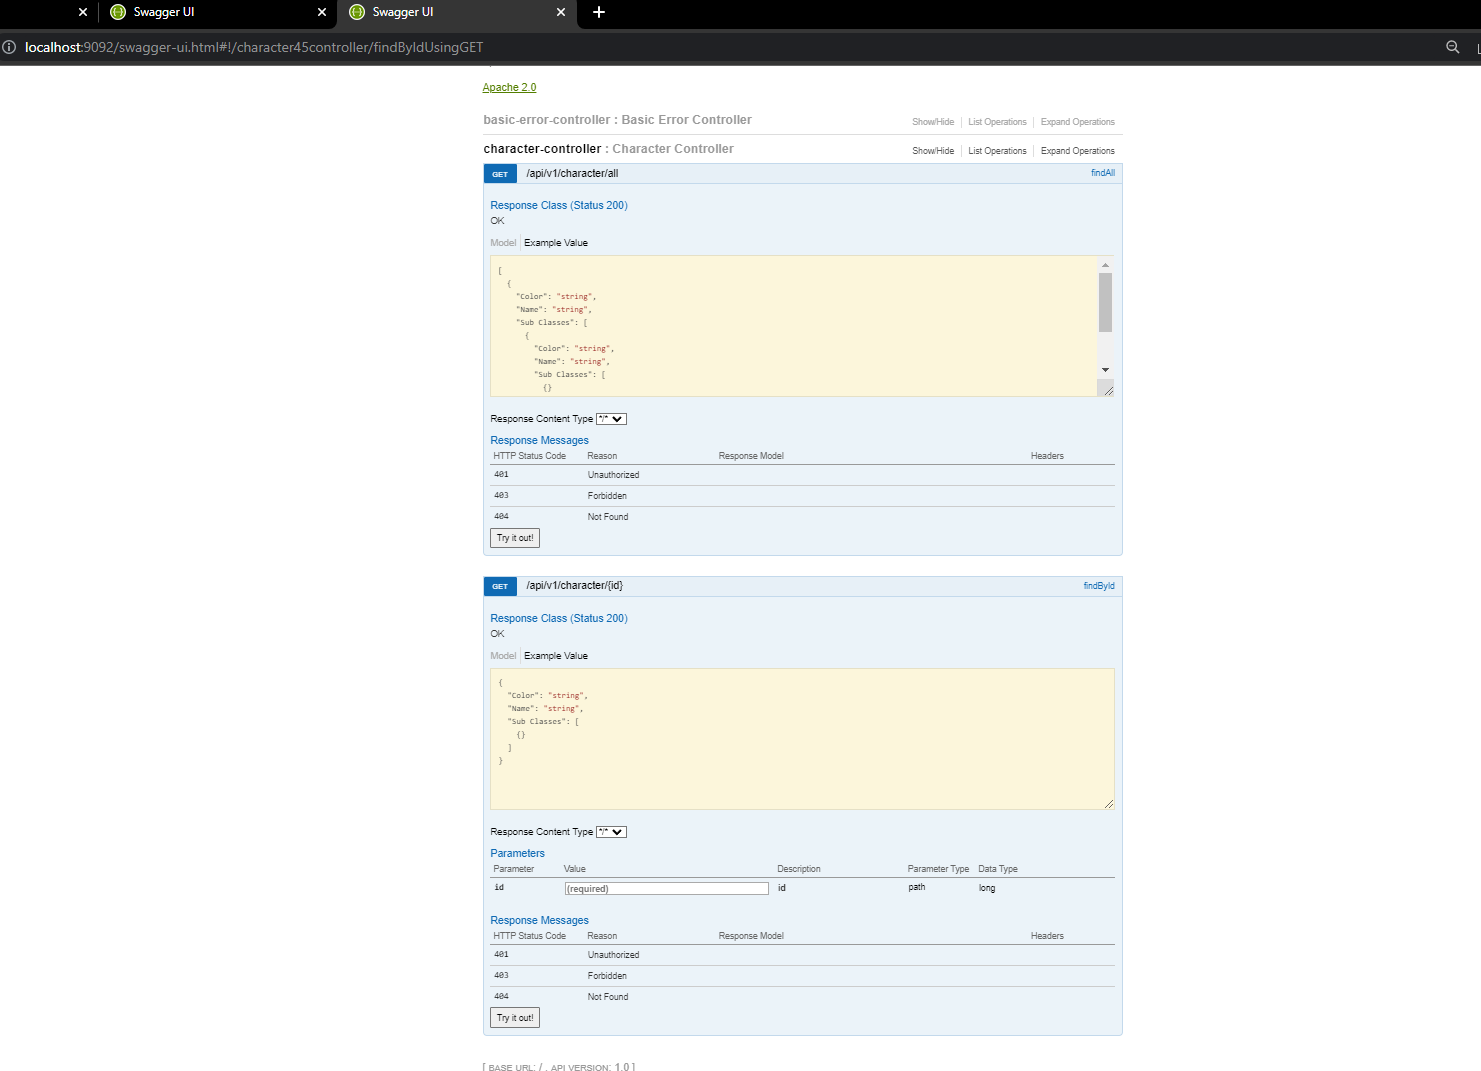 Swagger UI
Swagger UI
localhost:9092/swagger-ui.html#!/character45controller/findByIdUsingGET
Apache 2.0
basic-error-controller : Basic Error Controller
Show/Hide
List Operations
Expand Operations
character-controller : Character Controller
Show/Hide
List Operations
Expand Operations
GET /api/v1/character/all findAll
Response Class (Status 200)
OK
Model Example Value
[
{
"Color": "string",
"Name": "string",
"Sub Classes": [
{
"Color": "string",
"Name": "string",
"Sub Classes": [
{}
Response Content Type */*
Response Messages
HTTP Status Code Reason Response Model Headers
401 Unauthorized
403 Forbidden
404 Not Found
Try it out!
GET /api/v1/character/{id} findById
Response Class (Status 200)
OK
Model Example Value
{
"Color": "string",
"Name": "string",
"Sub Classes": [
{}
]
}
Response Content Type */*
Parameters
Parameter Value Description Parameter Type Data Type
id (required) id path long
Response Messages
HTTP Status Code Reason Response Model Headers
401 Unauthorized
403 Forbidden
404 Not Found
Try it out!
[ BASE URL: / , API VERSION: 1.0 ]